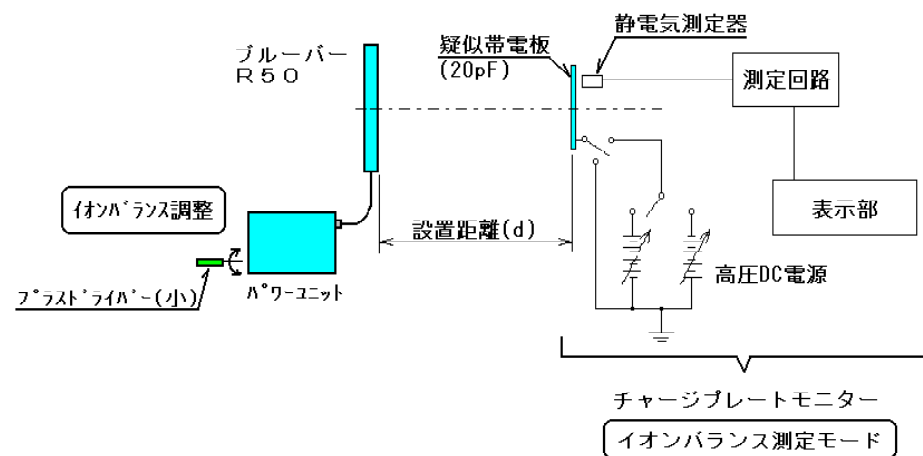 ブルーバー
R50
疑似帯電板
(20pF)
静電気測定器
測定回路
表示部
イオンバランス調整
設置距離(d)
プラスドライバー(小)
パワーユニット
高圧DC電源
チャージプレートモニター
イオンバランス測定モード